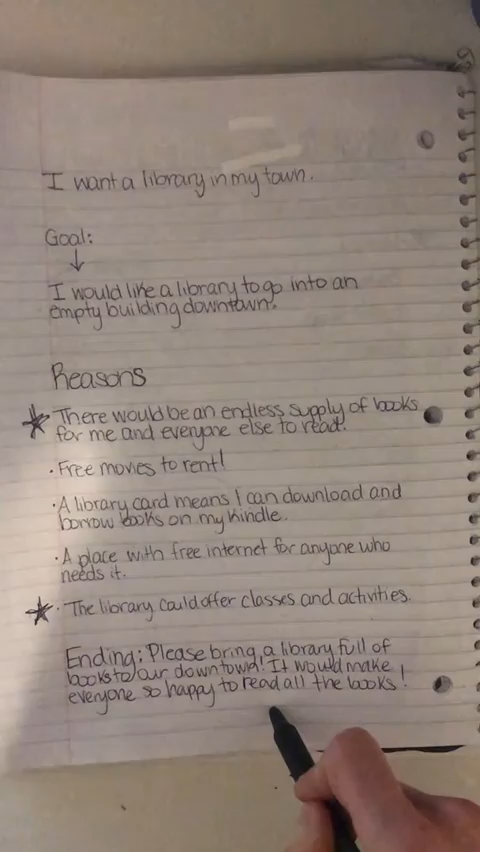 I want a library in my town.
Goal:
↓
I would like a library to go into an
empty building downtown.
Reasons
★ There would be an endless supply of books
for me and everyone else to read.
· Free movies to rent!
· A library card means I can download and
borrow books on my kindle.
· A place with free internet for anyone who
needs it.
★ · The library could offer classes and activities.
Ending: Please bring a library full of
books to our downtown! It would make
everyone so happy to read all the books!